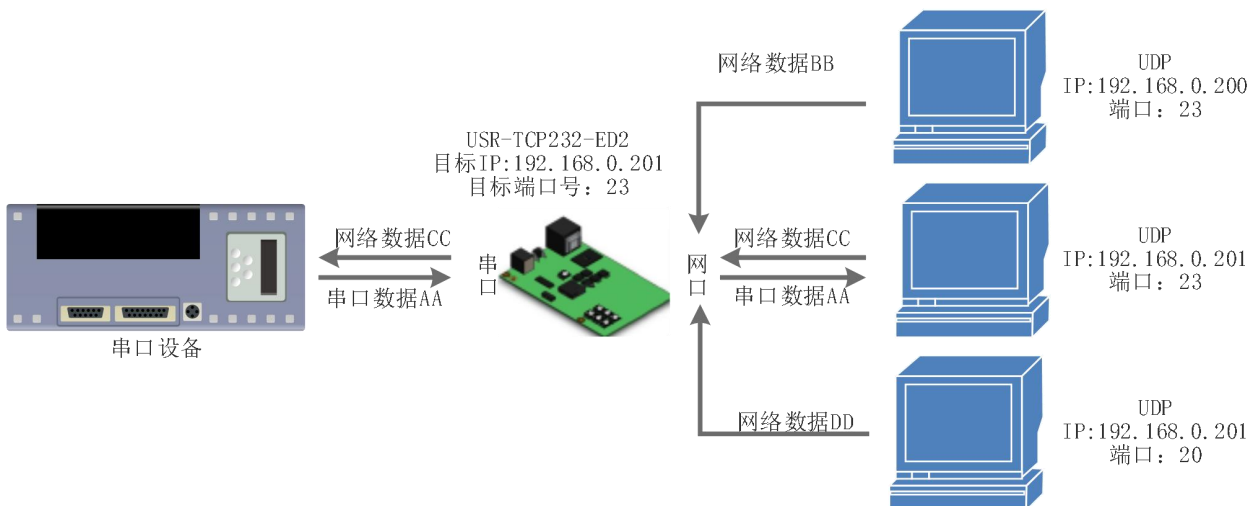 网络数据BB
UDP
IP:192.168.0.200
端口：23
USR-TCP232-ED2
目标IP:192.168.0.201
目标端口号：23
网络数据CC
串口数据AA
串口
网口
网络数据CC
串口数据AA
UDP
IP:192.168.0.201
端口：23
串口设备
网络数据DD
UDP
IP:192.168.0.201
端口：20